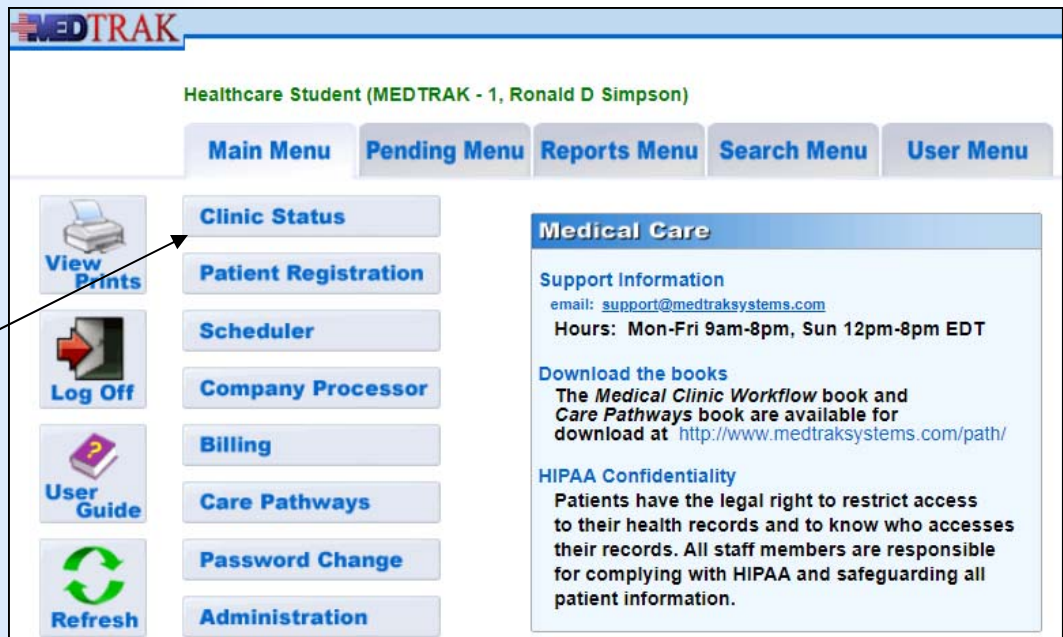 MEDTRAK
Healthcare Student (MEDTRAK - 1, Ronald D Simpson)
Main Menu
Pending Menu
Reports Menu
Search Menu
User Menu
View
Prints
Log Off
User
Guide
Refresh
Clinic Status
Patient Registration
Scheduler
Company Processor
Billing
Care Pathways
Password Change
Administration
Medical Care
Support Information
email: support@medtraksystems.com
Hours: Mon-Fri 9am-8pm, Sun 12pm-8pm EDT
Download the books
The Medical Clinic Workflow book and
Care Pathways book are available for
download at http://www.medtraksystems.com/path/
HIPAA Confidentiality
Patients have the legal right to restrict access
to their health records and to know who accesses
their records. All staff members are responsible
for complying with HIPAA and safeguarding all
patient information.